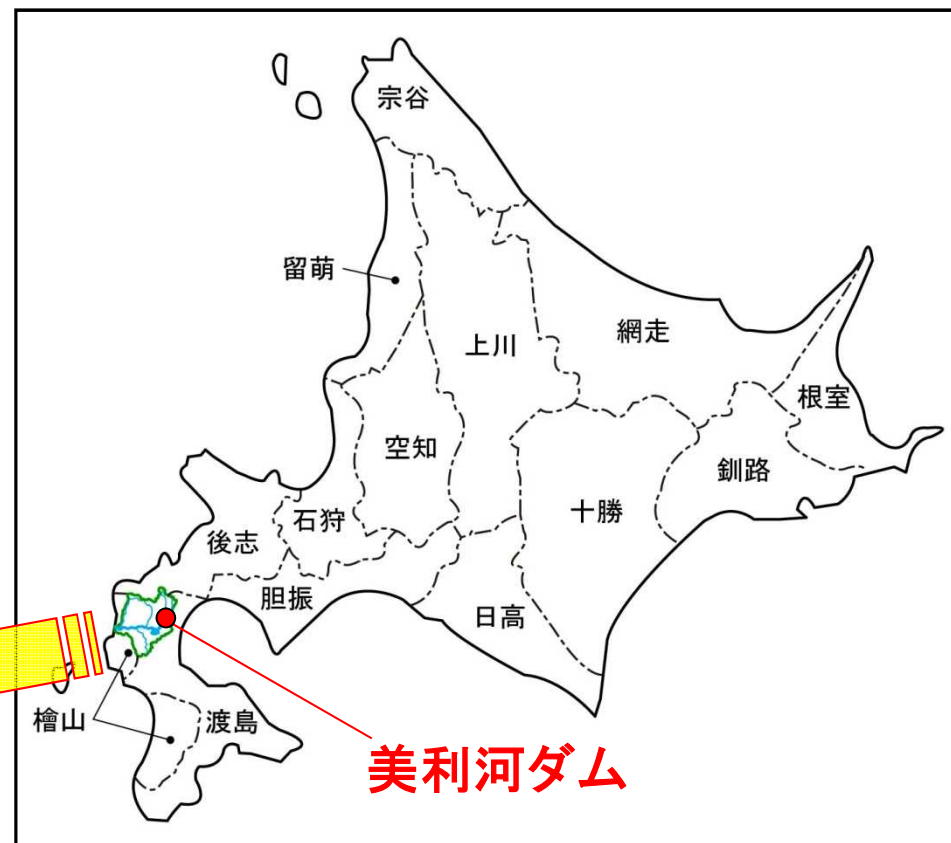 宗谷
留萌
上川
網走
根室
空知
釧路
石狩
十勝
後志
胆振
日高
檜山
渡島
美利河ダム